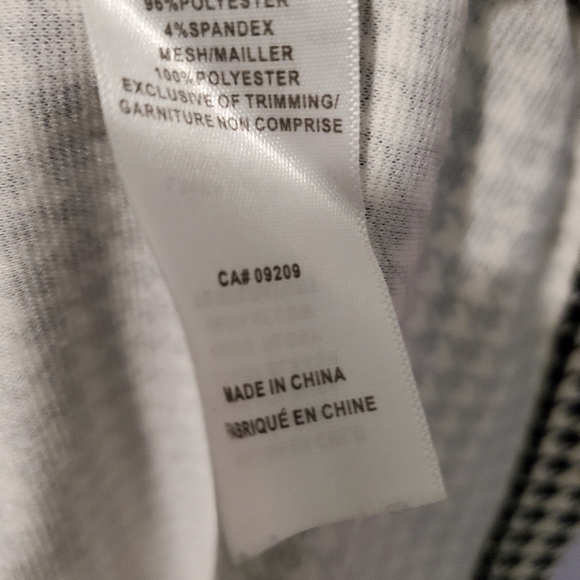 96%POLYESTER
4%SPANDEX
MESH/MAILLER
100%POLYESTER
EXCLUSIVE OF TRIMMING/
GARNITURE NON COMPRISE
CA# 09209
MADE IN CHINA
FABRIQUÉ EN CHINE